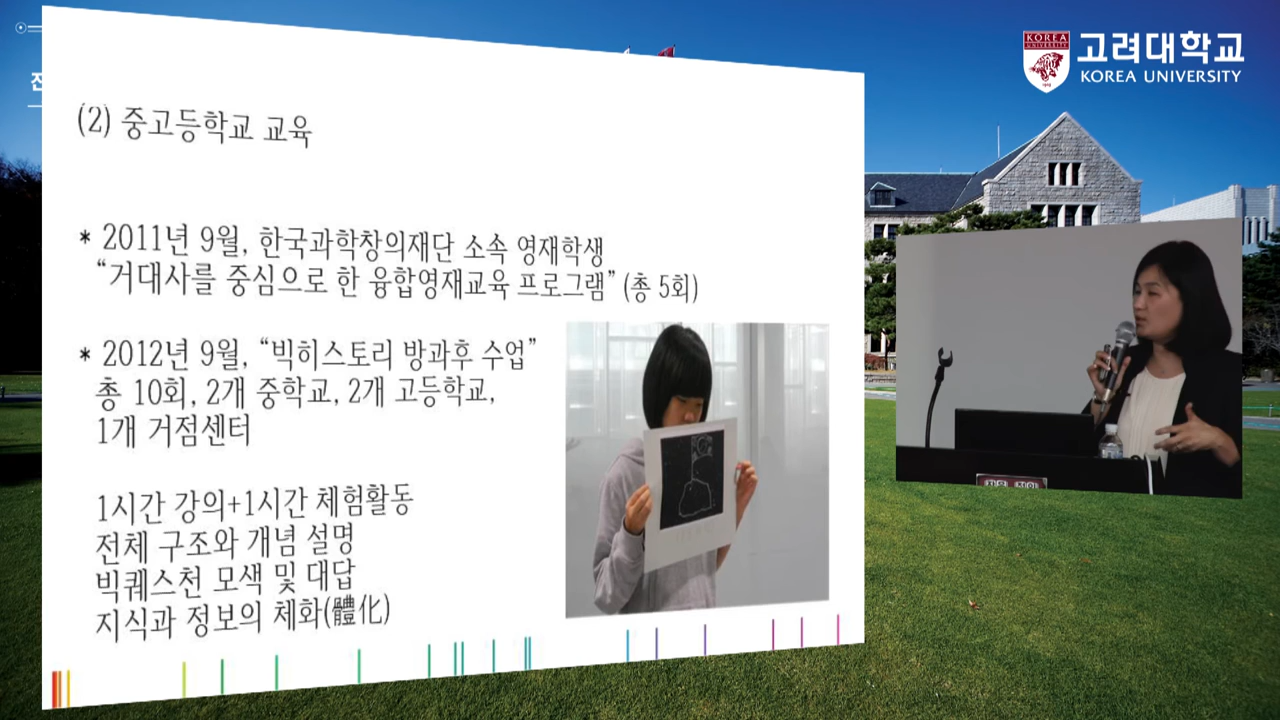 (2) 중고등학교 교육
* 2011년 9월, 한국과학창의재단 소속 영재학생
“거대사를 중심으로 한 융합영재교육 프로그램” (총 5회)
* 2012년 9월, “빅히스토리 방과후 수업”
총 10회, 2개 중학교, 2개 고등학교,
1개 거점센터
1시간 강의+1시간 체험활동
전체 구조와 개념 설명
빅퀘스천 모색 및 대답
지식과 정보의 체화(體化)
KOREA
UNIVERSITY
고려대학교
KOREA UNIVERSITY